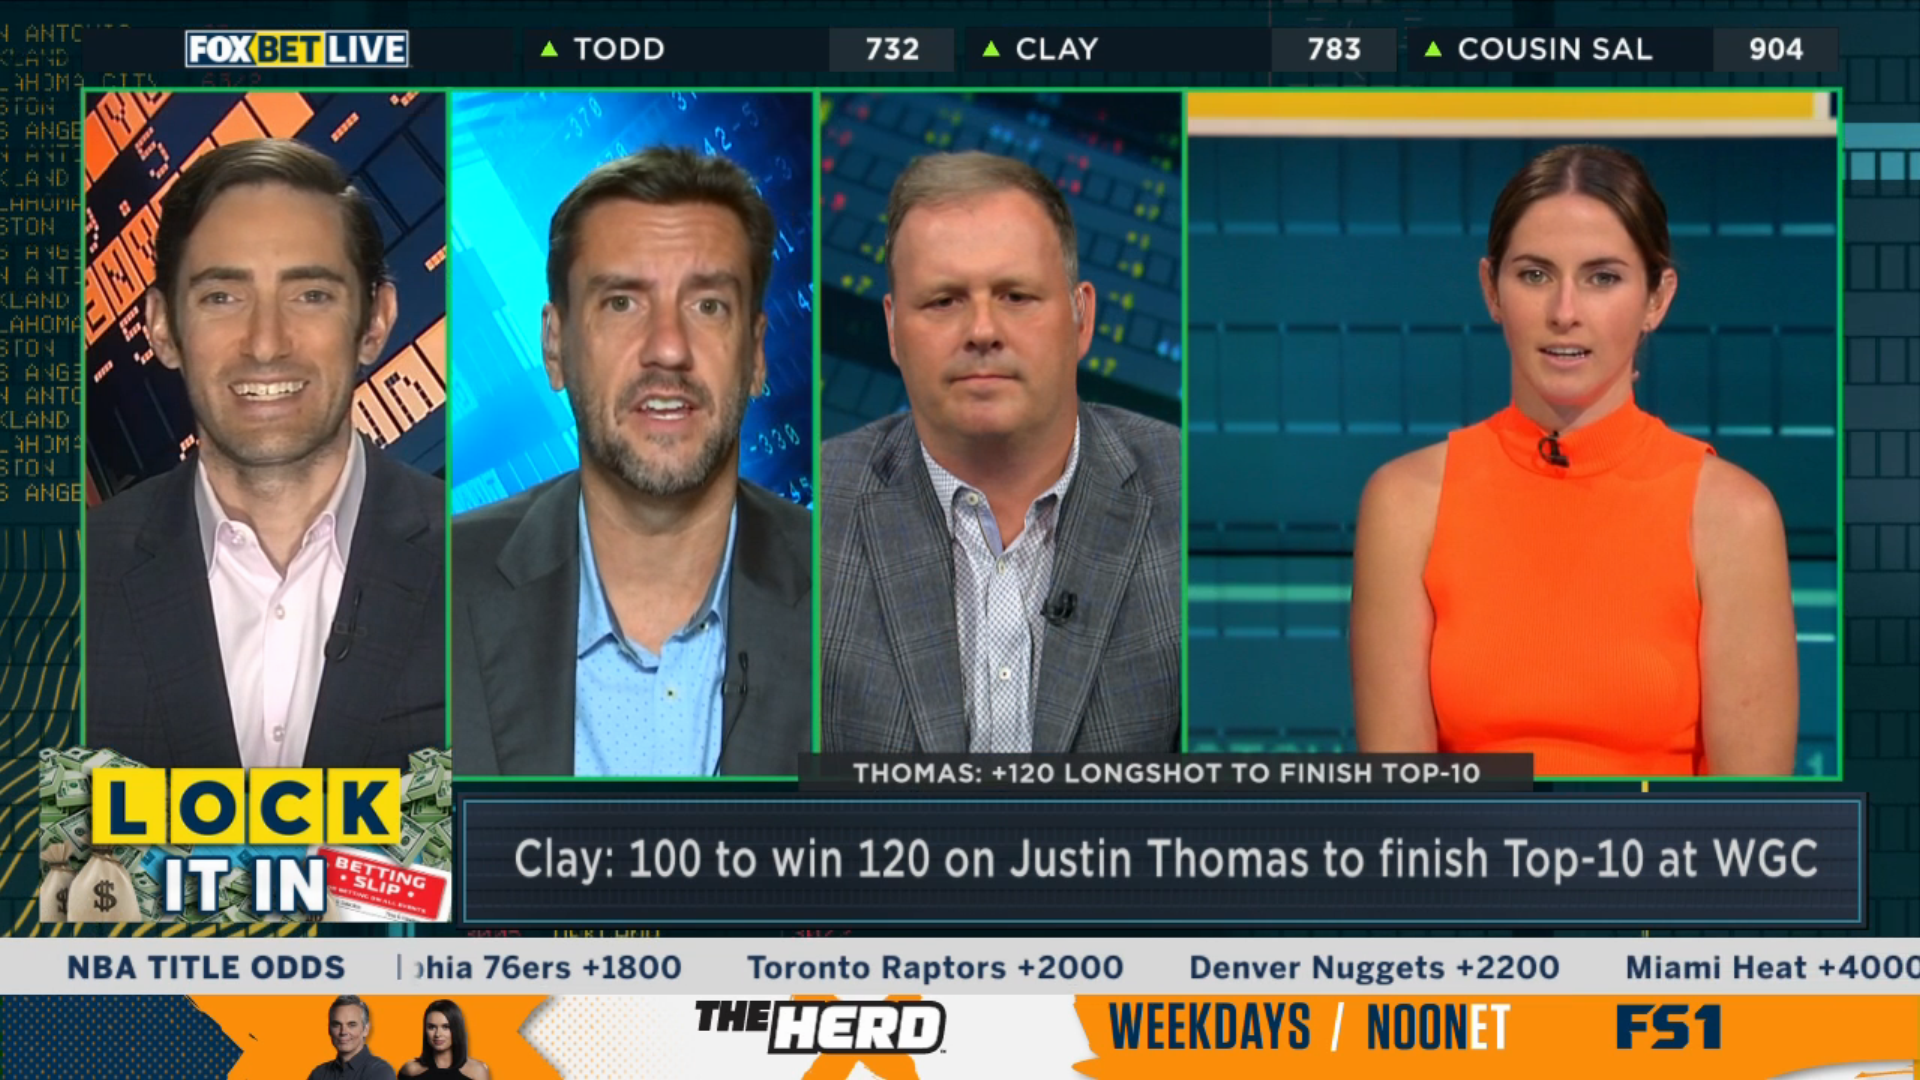 FOX BET LIVE
TODD 732
CLAY 783
COUSIN SAL 904
THOMAS: +120 LONGSHOT TO FINISH TOP-10
LOCK
IT IN
BETTING
SLIP
Clay: 100 to win 120 on Justin Thomas to finish Top-10 at WGC
NBA TITLE ODDS phia 76ers +1800 Toronto Raptors +2000 Denver Nuggets +2200 Miami Heat +4000
THE HERD WEEKDAYS / NOONET FS1